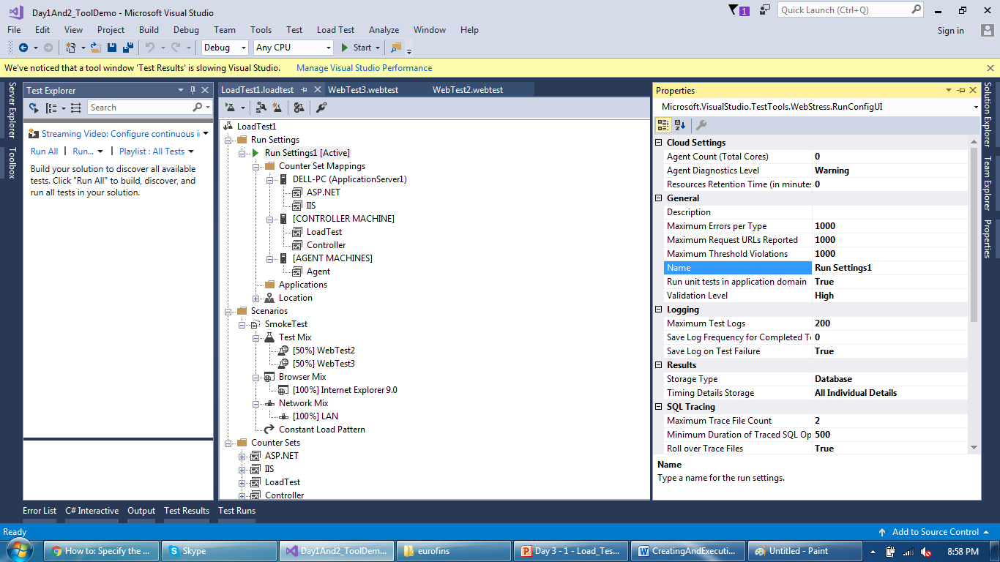 Day1And2_ToolDemo - Microsoft Visual Studio
1
Quick Launch (Ctrl+Q)
File Edit View Project Build Debug Team Tools Test Load Test Analyze Window Help
Sign in
Debug Any CPU Start
We've noticed that a tool window 'Test Results' is slowing Visual Studio. Manage Visual Studio Performance
Server Explorer
Toolbox
Test Explorer
Search
Streaming Video: Configure continuous i
Run All | Run... | Playlist : All Tests
Build your solution to discover all available
tests. Click "Run All" to build, discover, and
run all tests in your solution.
LoadTest1.loadtest WebTest3.webtest WebTest2.webtest
LoadTest1
Run Settings
Run Settings1 [Active]
Counter Set Mappings
DELL-PC (ApplicationServer1)
ASP.NET
IIS
[CONTROLLER MACHINE]
LoadTest
Controller
[AGENT MACHINES]
Agent
Applications
Location
Scenarios
SmokeTest
Test Mix
[50%] WebTest2
[50%] WebTest3
Browser Mix
[100%] Internet Explorer 9.0
Network Mix
[100%] LAN
Constant Load Pattern
Counter Sets
ASP.NET
IIS
LoadTest
Controller
Properties
Microsoft.VisualStudio.TestTools.WebStress.RunConfigUI
Cloud Settings
Agent Count (Total Cores) 0
Agent Diagnostics Level Warning
Resources Retention Time (in minutes 0
General
Description
Maximum Errors per Type 1000
Maximum Request URLs Reported 1000
Maximum Threshold Violations 1000
Name Run Settings1
Run unit tests in application domain True
Validation Level High
Logging
Maximum Test Logs 200
Save Log Frequency for Completed Te 0
Save Log on Test Failure True
Results
Storage Type Database
Timing Details Storage All Individual Details
SQL Tracing
Maximum Trace File Count 2
Minimum Duration of Traced SQL Op 500
Roll over Trace Files True
Name
Type a name for the run settings.
Solution Explorer
Team Explorer
Properties
Error List C# Interactive Output Test Results Test Runs
Ready
Add to Source Control
How to: Specify the ... Skype Day1And2_ToolDem... eurofins Day 3 - 1 - Load_Tes... CreatingAndExecuti... Untitled - Paint 8:58 PM